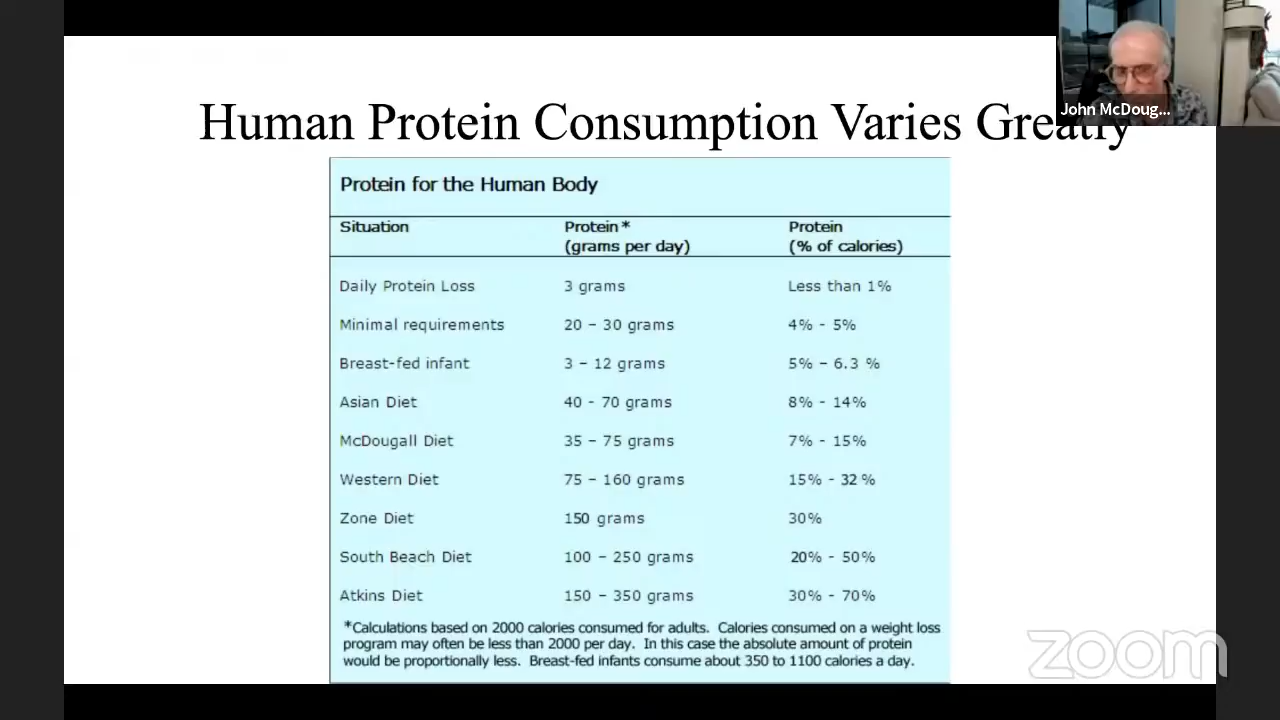 Human Protein Consumption Varies Greatly
John McDoug...
Protein for the Human Body
Situation Protein* Protein
(grams per day) (% of calories)
Daily Protein Loss 3 grams Less than 1%
Minimal requirements 20 – 30 grams 4% - 5%
Breast-fed infant 3 – 12 grams 5% – 6.3 %
Asian Diet 40 - 70 grams 8% - 14%
McDougall Diet 35 – 75 grams 7% - 15%
Western Diet 75 – 160 grams 15% - 32 %
Zone Diet 150 grams 30%
South Beach Diet 100 – 250 grams 20% - 50%
Atkins Diet 150 – 350 grams 30% - 70%
*Calculations based on 2000 calories consumed for adults. Calories consumed on a weight loss
program may often be less than 2000 per day. In this case the absolute amount of protein
would be proportionally less. Breast-fed infants consume about 350 to 1100 calories a day.
zoom